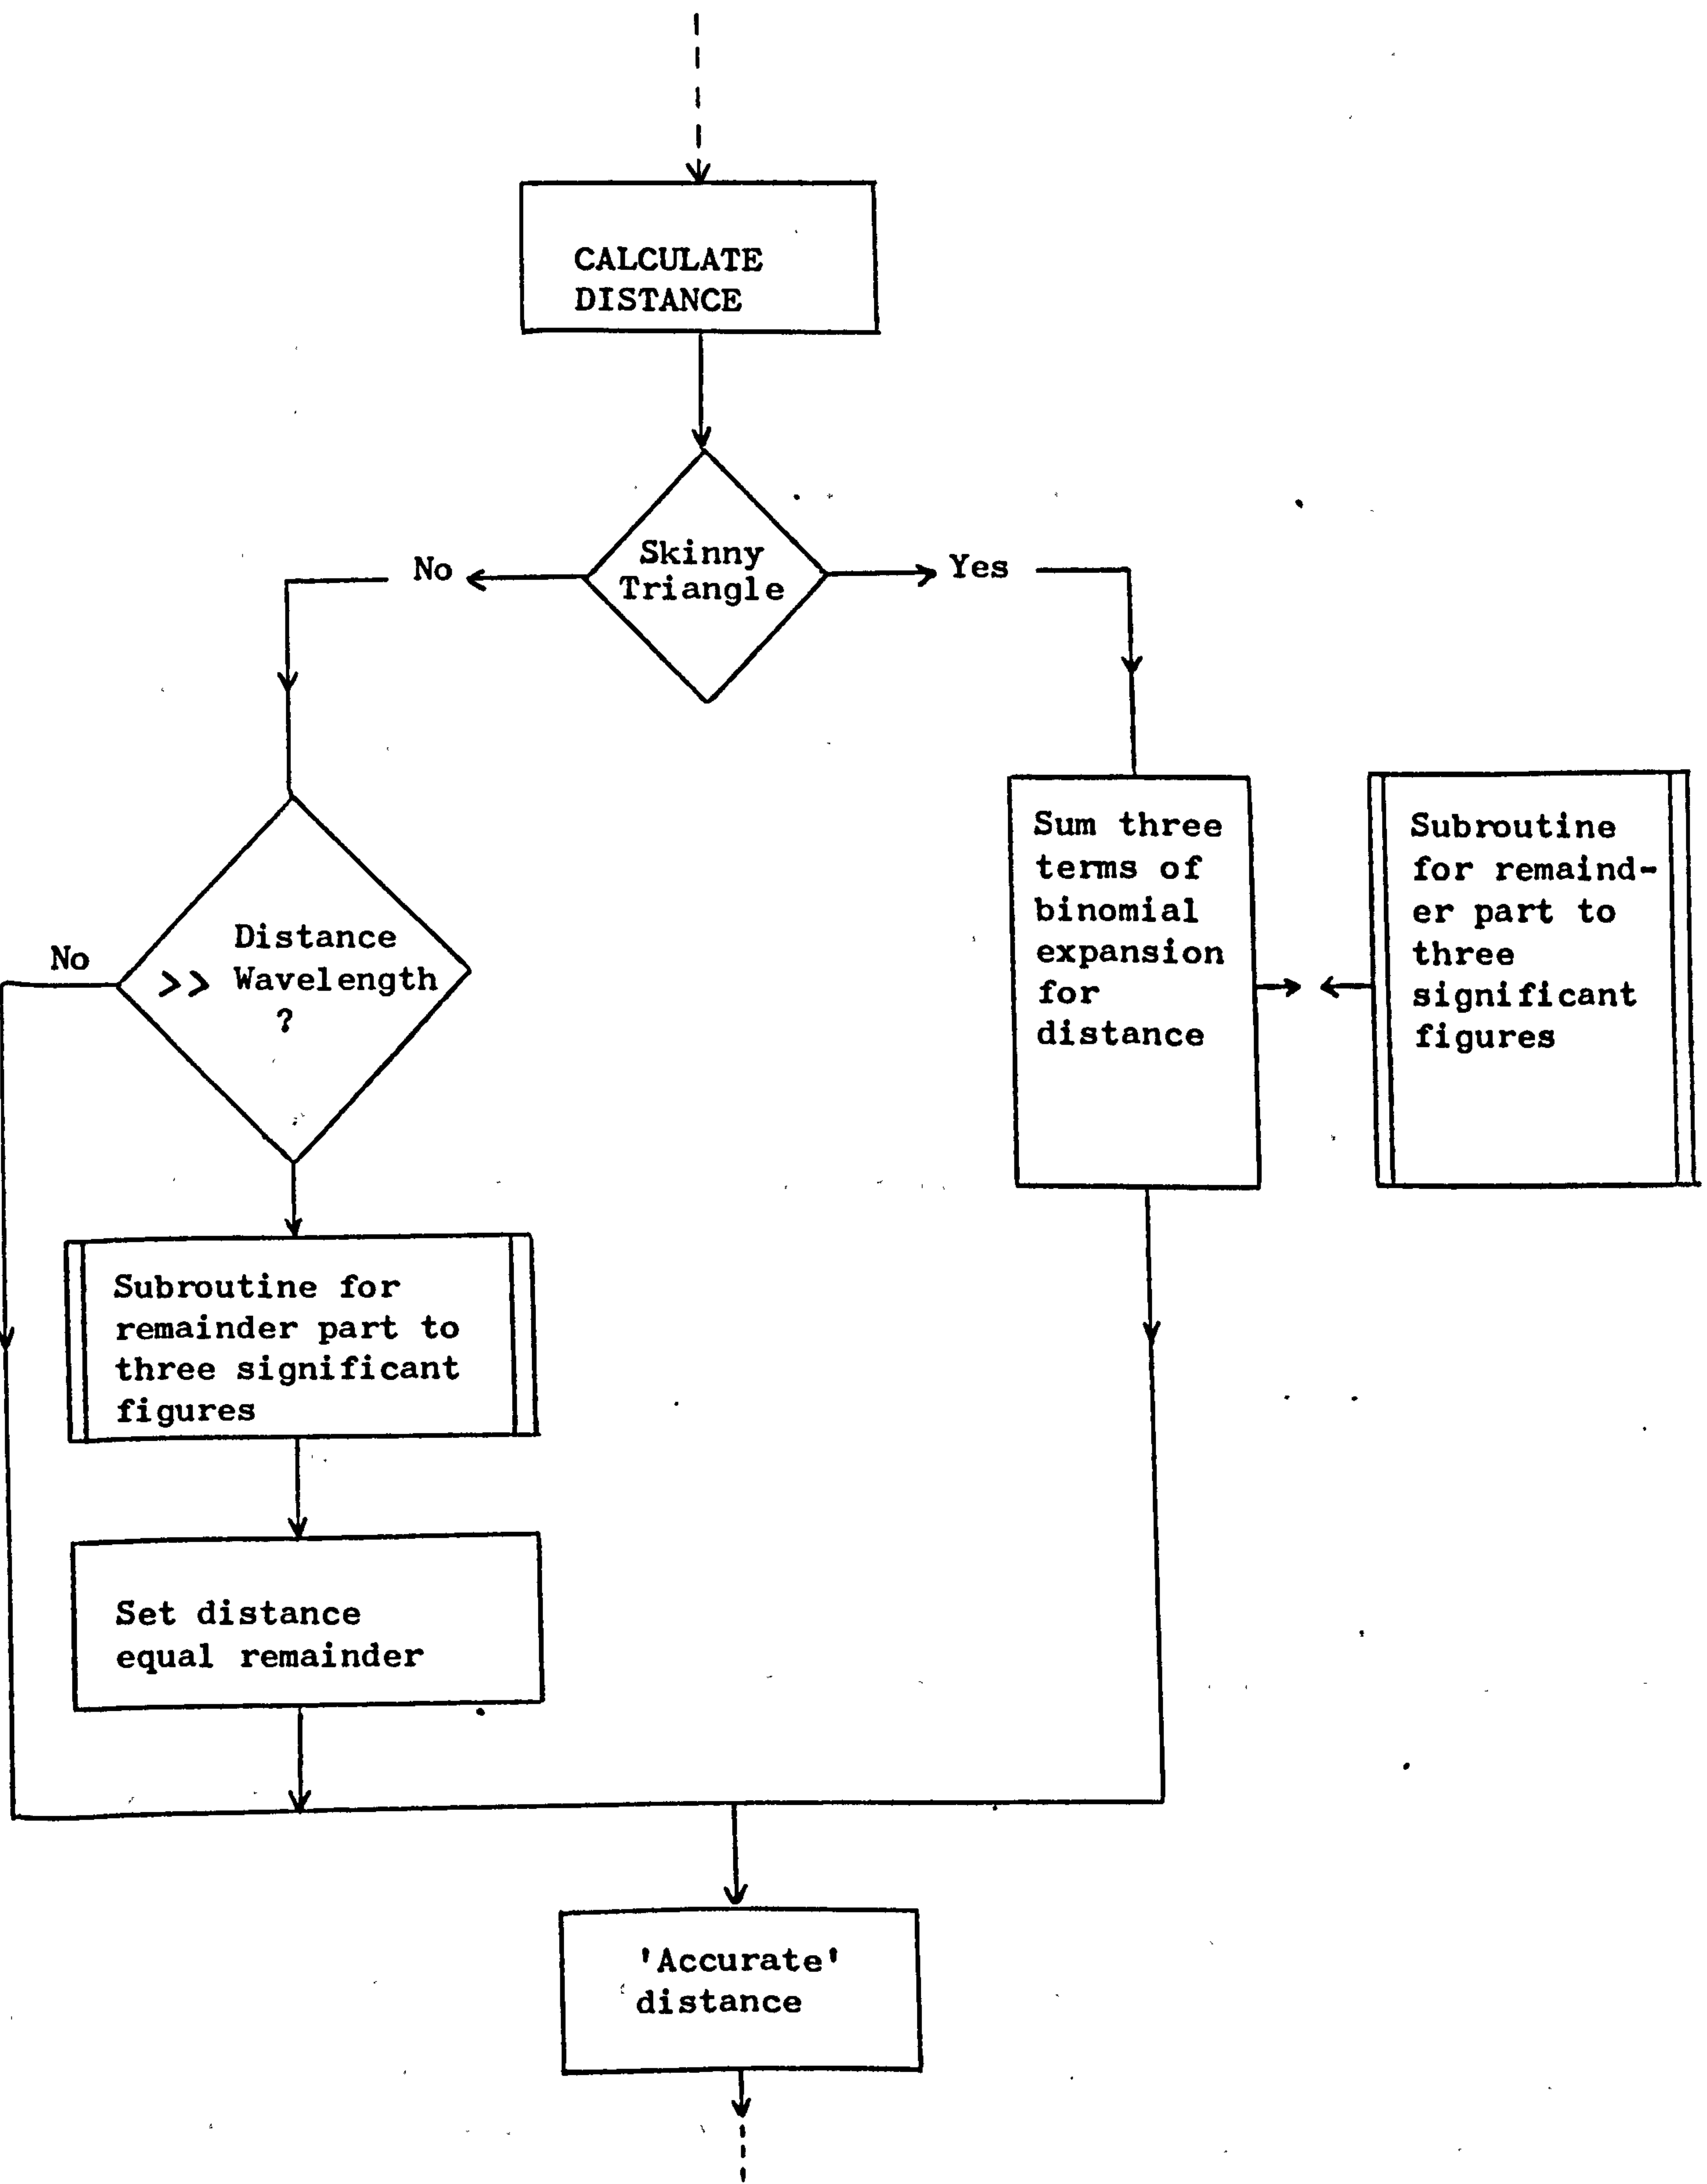 CALCULATE
DISTANCE
Skinny
Triangle
No
Yes
Distance
>> Wavelength
?
No
Sum three
terms of
binomial
expansion
for
distance
Subroutine
for remaind-
er part to
three
significant
figures
Subroutine for
remainder part to
three significant
figures
Set distance
equal remainder
'Accurate'
distance